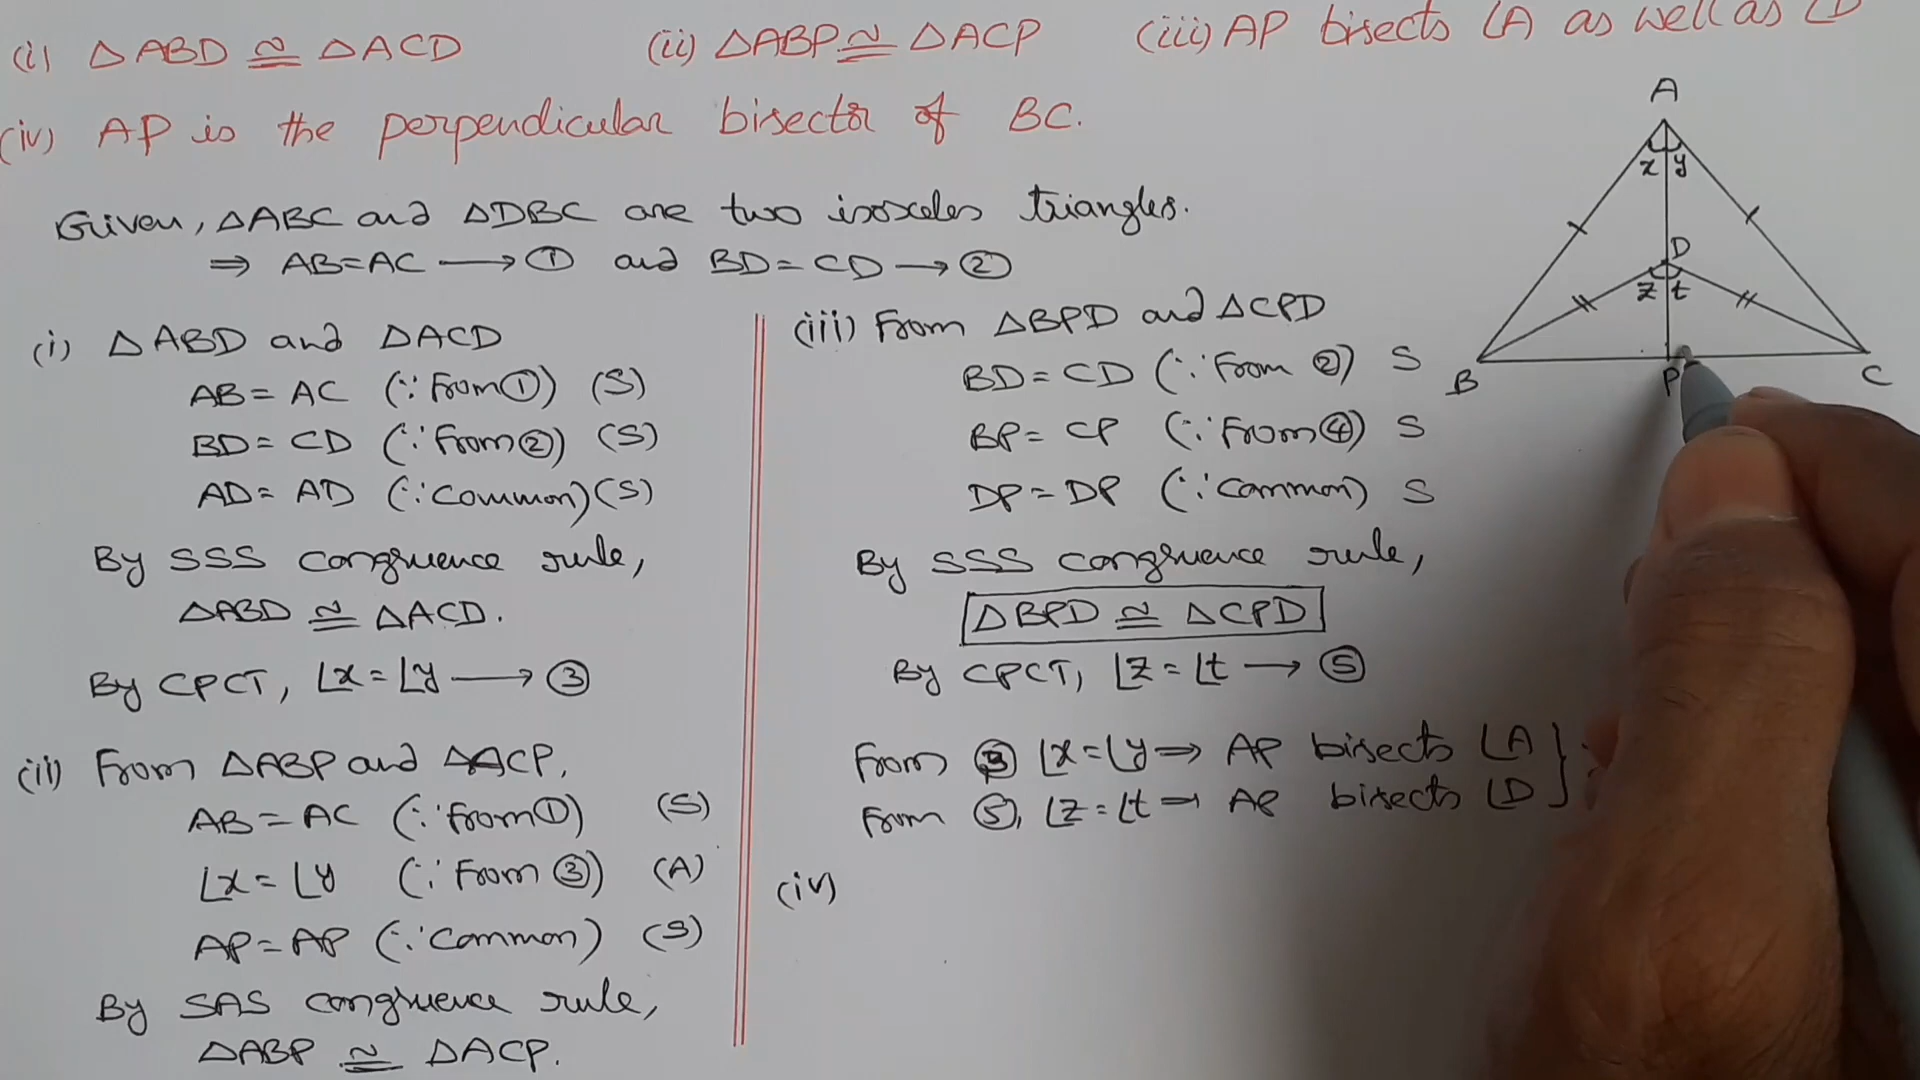 (i) △ABD ≅ △ACD (ii) △ABP ≅ △ACP (iii) AP bisects ∠A as well as ∠D
(iv) AP is the perpendicular bisector of BC.
Given, △ABC and △DBC are two isosceles triangles.
⇒ AB=AC → ① and BD=CD → ②
(i) △ABD and △ACD
AB = AC (∵ From ①) (S)
BD = CD (∵ From ②) (S)
AD = AD (∵ Common) (S)
By SSS congruence rule,
△ABD ≅ △ACD.
By CPCT, ∠x = ∠y → ③
(ii) From △ABP and △ACP,
AB = AC (∵ From ①) (S)
∠x = ∠y (∵ From ③) (A)
AP = AP (∵ Common) (S)
By SAS congruence rule,
△ABP ≅ △ACP.
(iii) From △BPD and △CPD
BD = CD (∵ From ②) S
BP = CP (∵ From ④) S
DP = DP (∵ Common) S
By SSS congruence rule,
△BPD ≅ △CPD
By CPCT, ∠z = ∠t → ⑤
From ③ ∠x = ∠y ⇒ AP bisects ∠A
From ⑤, ∠z = ∠t ⇒ AP bisects ∠D
(iv)
A
x y
D
z t
B P C